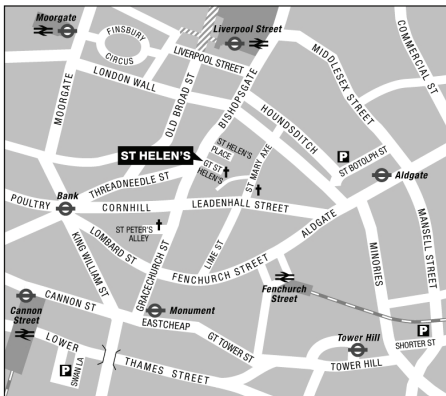 Moorgate
Liverpool Street
FINSBURY
CIRCUS
LIVERPOOL STREET
LONDON WALL
MOORGATE
OLD BROAD ST
BISHOPSGATE
MIDDLESEX STREET
COMMERCIAL ST
HOUNDSDITCH
ST HELEN'S
ST HELEN'S
PLACE
GT ST
HELEN'S
ST MARY AXE
P
ST BOTOLPH ST
Aldgate
THREADNEEDLE ST
Bank
POULTRY
CORNHILL
LEADENHALL STREET
ALDGATE
ST PETER'S
ALLEY
LOMBARD ST
KING WILLIAM ST
GRACECHURCH ST
LIME ST
FENCHURCH STREET
MINORIES
MANSELL STREET
Fenchurch
Street
CANNON ST
Cannon
Street
Monument
EASTCHEAP
GT TOWER ST
Tower Hill
P
SHORTER ST
TOWER HILL
LOWER
THAMES STREET
P
SWAN LA